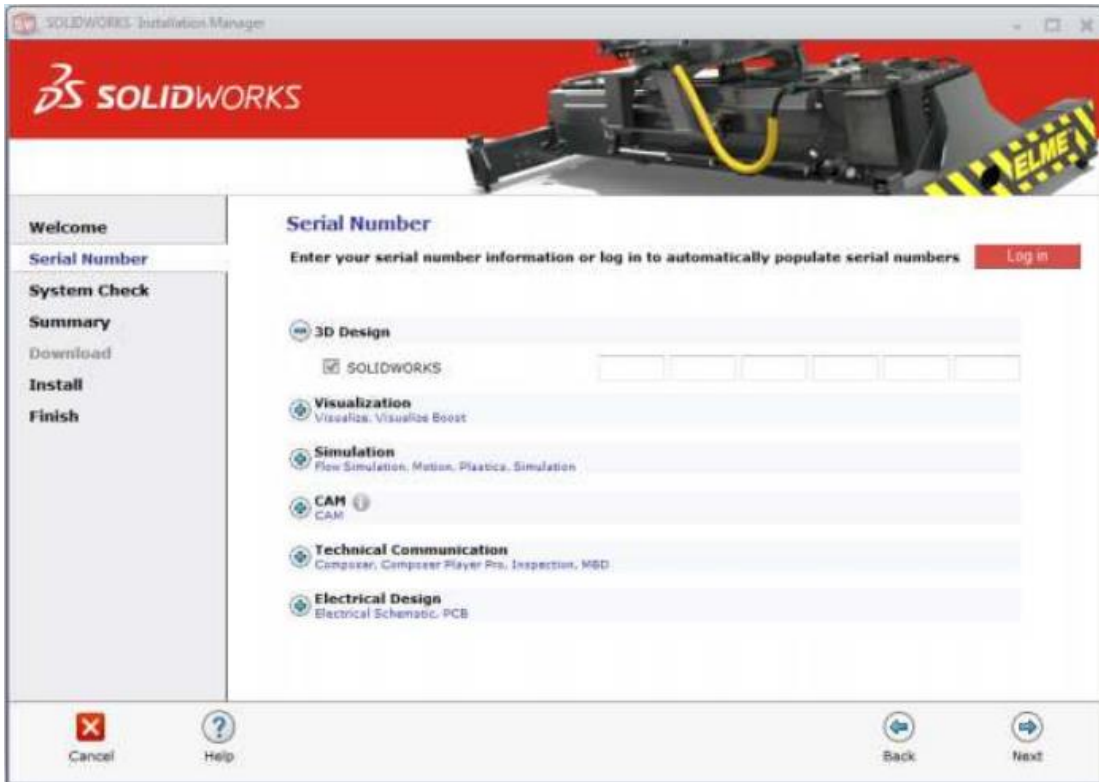 SOLIDWORKS Installation Manager
SOLIDWORKS
ELME
Welcome
Serial Number
System Check
Summary
Download
Install
Finish
Serial Number
Enter your serial number information or log in to automatically populate serial numbers
Log in
3D Design
SOLIDWORKS
Visualization
Visualize, Visualize Boost
Simulation
Flow Simulation, Motion, Plastics, Simulation
CAM
CAM
Technical Communication
Composer, Composer Player Pro, Inspection, MBD
Electrical Design
Electrical Schematic, PCB
Cancel
Help
Back
Next